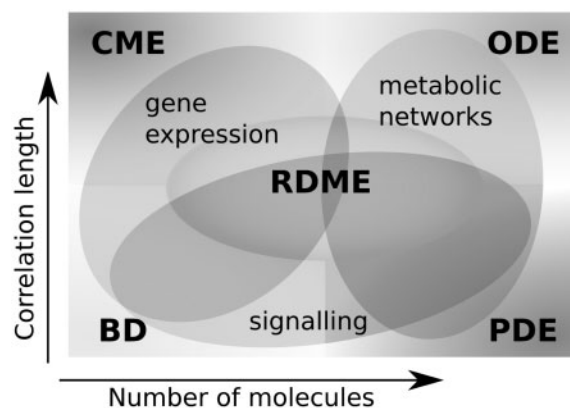 CME
ODE
gene
expression
metabolic
networks
RDME
BD
signalling
PDE
Correlation length
Number of molecules